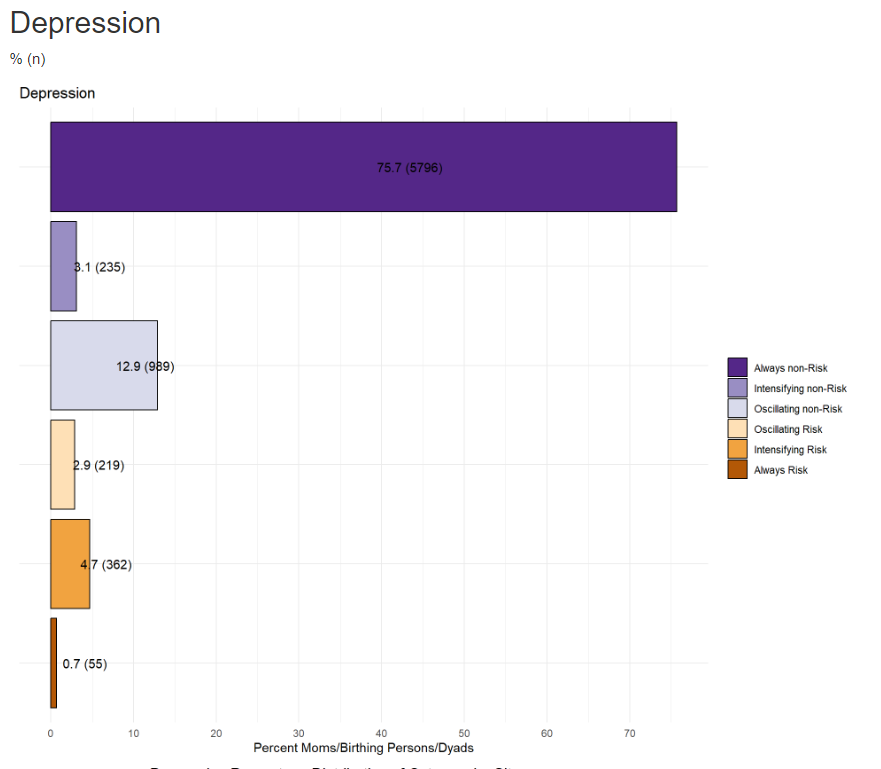 Depression
% (n)
Depression
75.7 (5796)
3.1 (235)
12.9 (989)
2.9 (219)
4.7 (362)
0.7 (55)
Always non-Risk
Intensifying non-Risk
Oscillating non-Risk
Oscillating Risk
Intensifying Risk
Always Risk
0 10 20 30 40 50 60 70
Percent Moms/Birthing Persons/Dyads